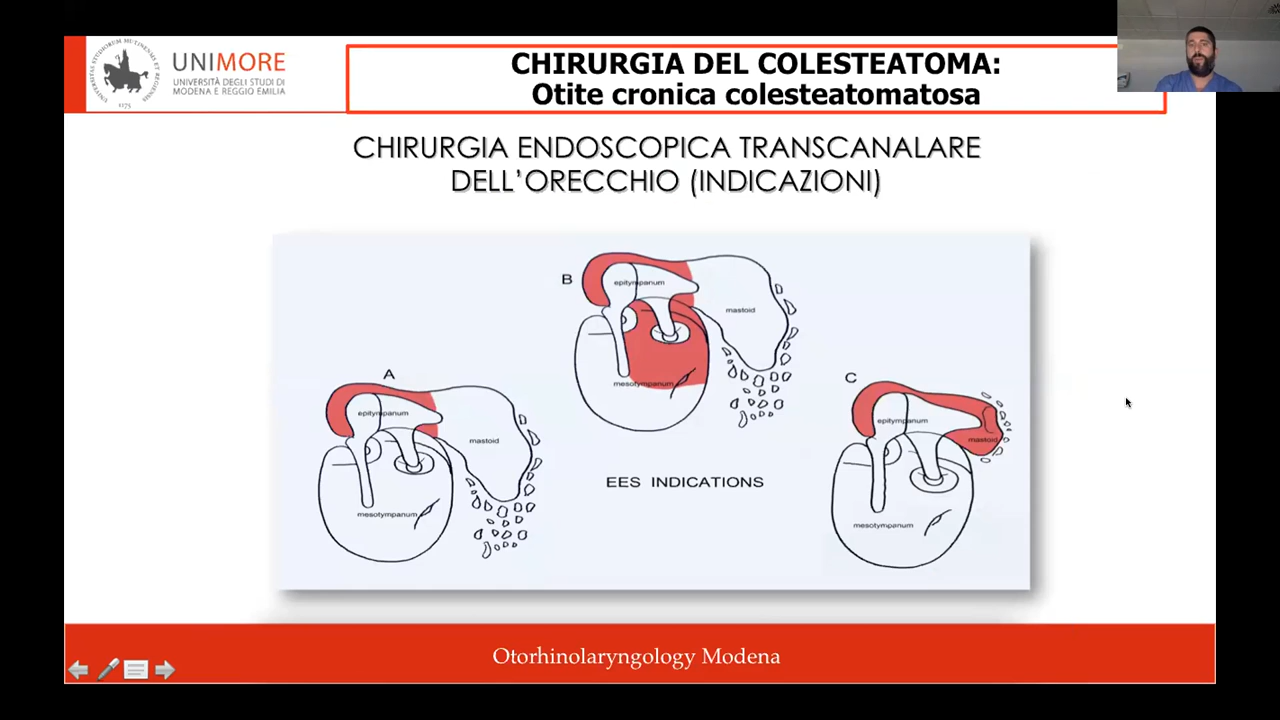 UNIMORE
UNIVERSITÀ DEGLI STUDI DI
MODENA E REGGIO EMILIA
1175
CHIRURGIA DEL COLESTEATOMA:
Otite cronica colesteatomatosa
CHIRURGIA ENDOSCOPICA TRANSCANALARE
DELL’ORECCHIO (INDICAZIONI)
A
epitympanum
mastoid
mesotympanum
B
epitympanum
mastoid
mesotympanum
C
epitympanum
mastoid
mesotympanum
EES INDICATIONS
Otorhinolaryngology Modena